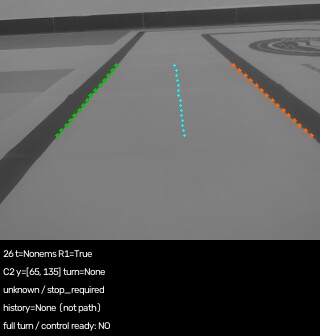 26 t=Nonems R1=True
C2 y=[65, 135] turn=None
unknown / stop_required
history=None (not path)
full turn / control ready: NO